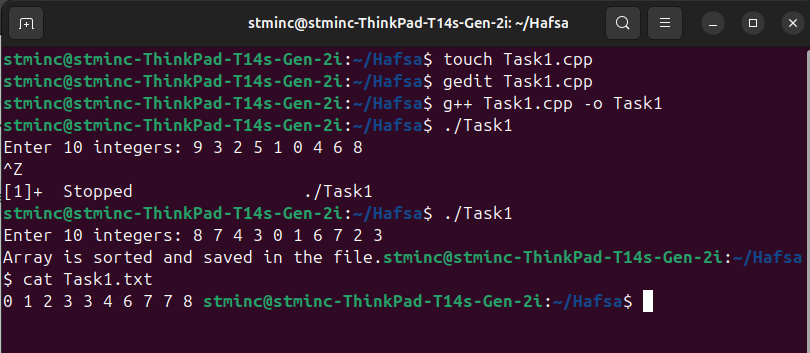 stminc@stminc-ThinkPad-T14s-Gen-2i: ~/Hafsa
stminc@stminc-ThinkPad-T14s-Gen-2i:~/Hafsa$ touch Task1.cpp
stminc@stminc-ThinkPad-T14s-Gen-2i:~/Hafsa$ gedit Task1.cpp
stminc@stminc-ThinkPad-T14s-Gen-2i:~/Hafsa$ g++ Task1.cpp -o Task1
stminc@stminc-ThinkPad-T14s-Gen-2i:~/Hafsa$ ./Task1
Enter 10 integers: 9 3 2 5 1 0 4 6 8
^Z
[1]+  Stopped                 ./Task1
stminc@stminc-ThinkPad-T14s-Gen-2i:~/Hafsa$ ./Task1
Enter 10 integers: 8 7 4 3 0 1 6 7 2 3
Array is sorted and saved in the file.stminc@stminc-ThinkPad-T14s-Gen-2i:~/Hafsa
$ cat Task1.txt
0 1 2 3 3 4 6 7 7 8 stminc@stminc-ThinkPad-T14s-Gen-2i:~/Hafsa$